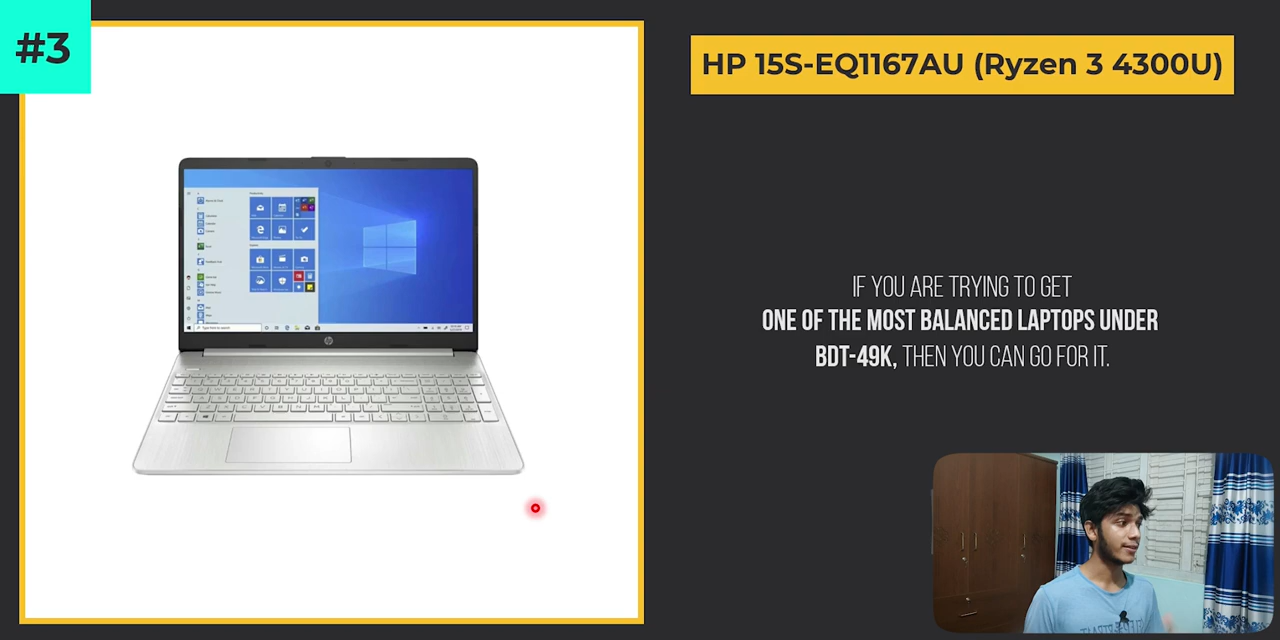 #3
HP 15S-EQ1167AU (Ryzen 3 4300U)
IF YOU ARE TRYING TO GET
ONE OF THE MOST BALANCED LAPTOPS UNDER
BDT-49K, THEN YOU CAN GO FOR IT.